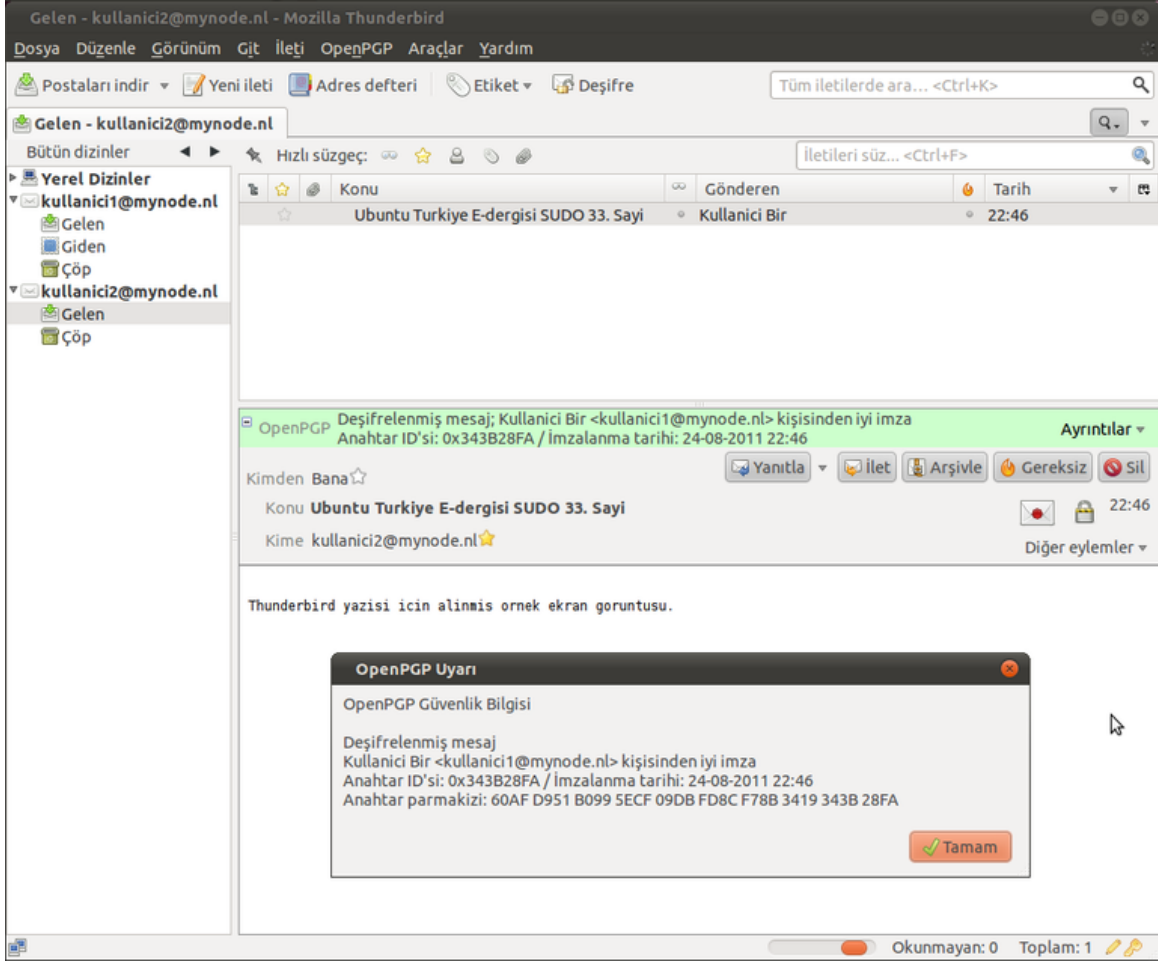 Gelen - kullanici2@mynode.nl - Mozilla Thunderbird
Dosya Düzenle Görünüm Git İleti OpenPGP Araçlar Yardım
Postaları indir Yeni ileti Adres defteri Etiket Deşifre Tüm iletilerde ara... <Ctrl+K>
Gelen - kullanici2@mynode.nl
Bütün dizinler Hızlı süzgeç: İletileri süz... <Ctrl+F>
Yerel Dizinler
kullanici1@mynode.nl
Gelen
Giden
Çöp
kullanici2@mynode.nl
Gelen
Çöp
Konu Gönderen Tarih
Ubuntu Turkiye E-dergisi SUDO 33. Sayi Kullanici Bir 22:46
OpenPGP Deşifrelenmiş mesaj; Kullanici Bir <kullanici1@mynode.nl> kişisinden iyi imza
Anahtar ID'si: 0x343B28FA / İmzalanma tarihi: 24-08-2011 22:46
Ayrıntılar
Yanıtla İlet Arşivle Gereksiz Sil
Kimden Bana
Konu Ubuntu Turkiye E-dergisi SUDO 33. Sayi 22:46
Kime kullanici2@mynode.nl
Diğer eylemler
Thunderbird yazisi icin alinmis ornek ekran goruntusu.
OpenPGP Uyarı
OpenPGP Güvenlik Bilgisi
Deşifrelenmiş mesaj
Kullanici Bir <kullanici1@mynode.nl> kişisinden iyi imza
Anahtar ID'si: 0x343B28FA / İmzalanma tarihi: 24-08-2011 22:46
Anahtar parmakizi: 60AF D951 B099 5ECF 09DB FD8C F78B 3419 343B 28FA
Tamam
Okunmayan: 0 Toplam: 1